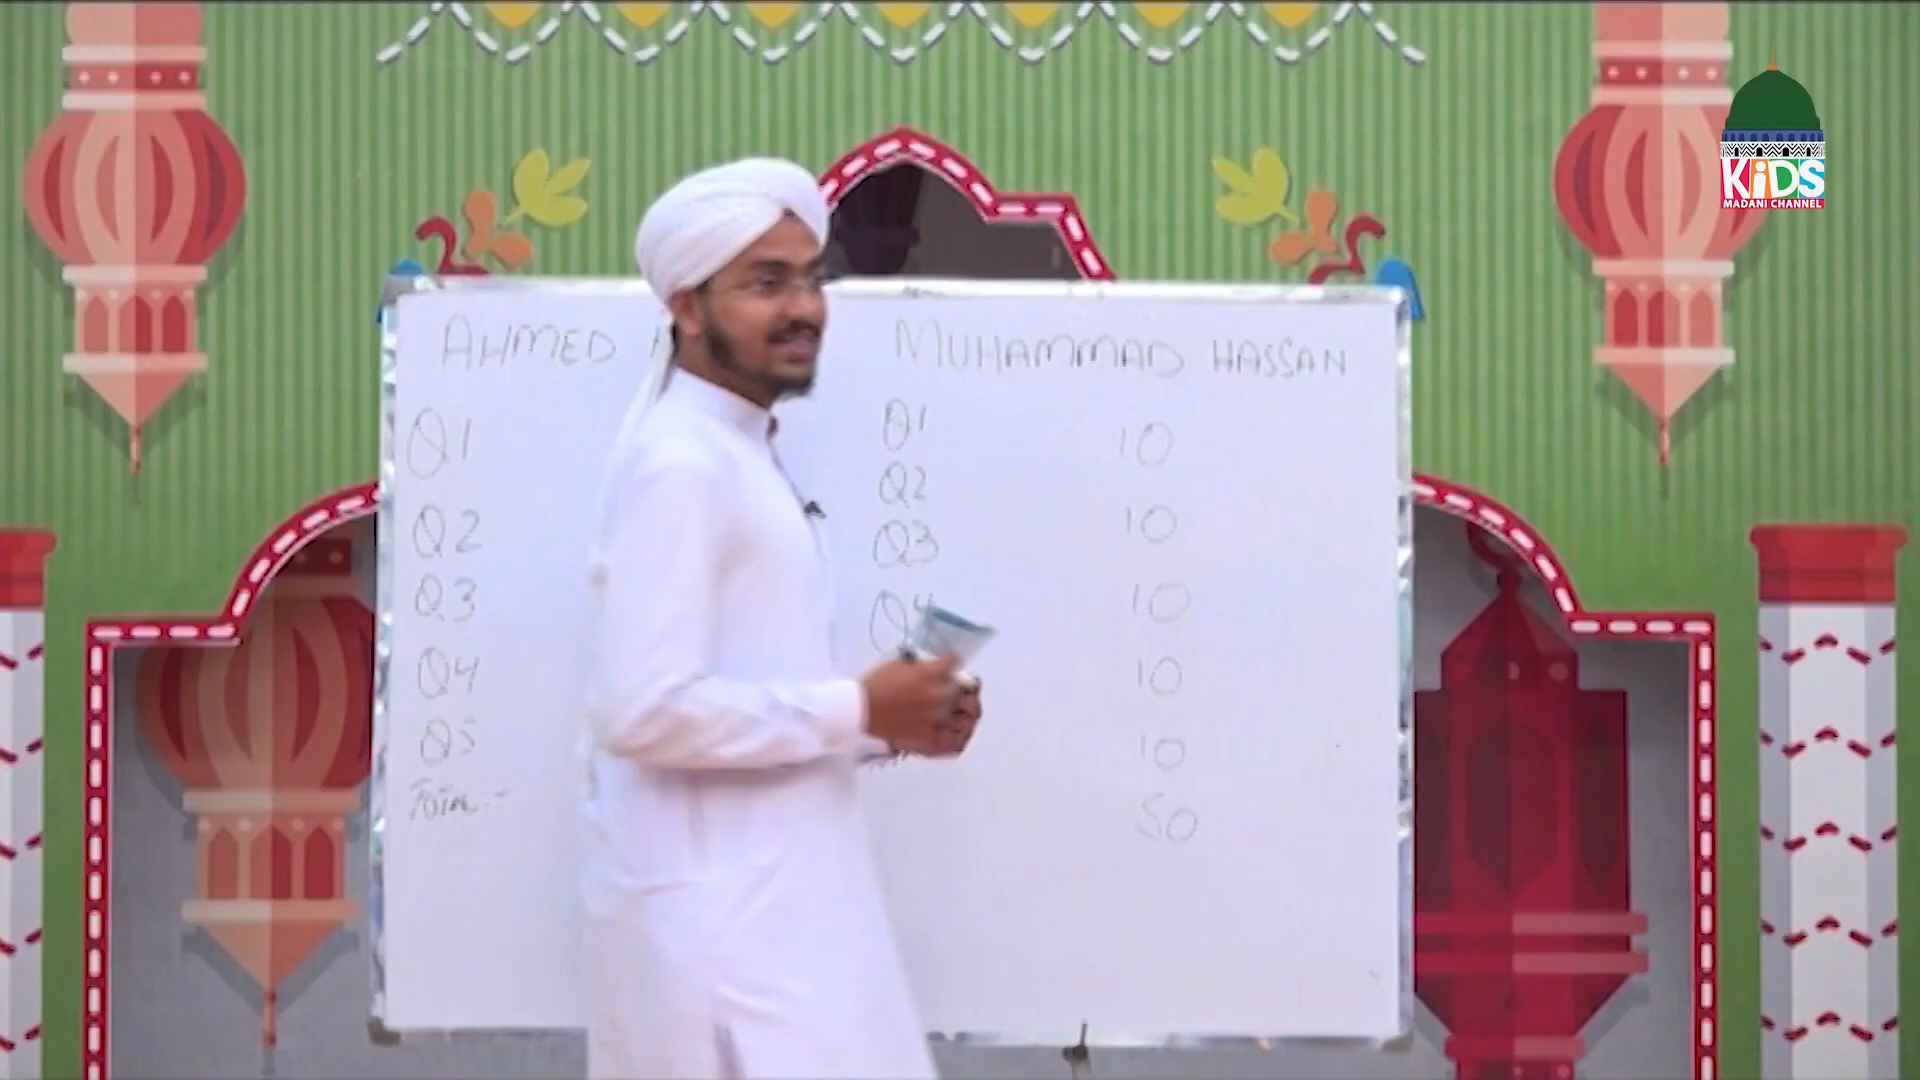 KiDS
MADANI CHANNEL
AHMED
MUHAMMAD HASSAN
Q1
Q2
Q3
Q4
Q5
TOTAL -
Q1 10
Q2 10
Q3 10
Q4 10
10
50